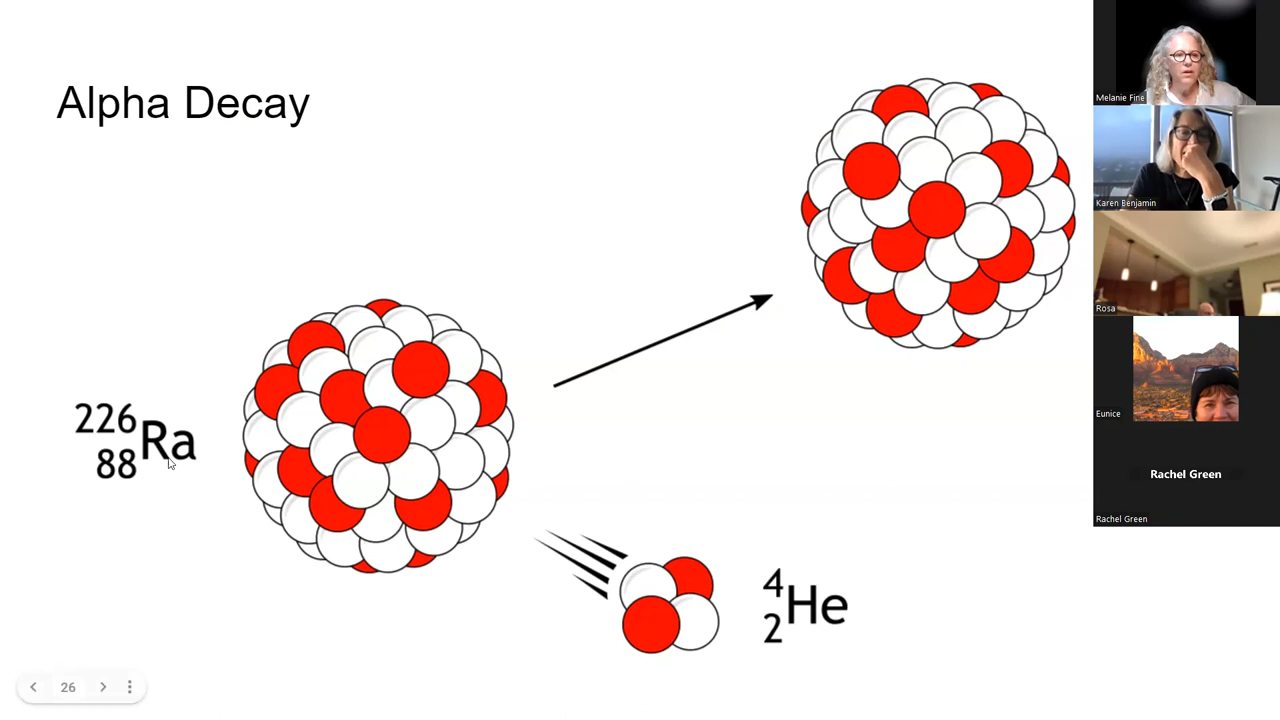 Alpha Decay
226
88
Ra
4
2
He
26
Melanie Fine
Karen Benjamin
Rosa
Eunice
Rachel Green
Rachel Green